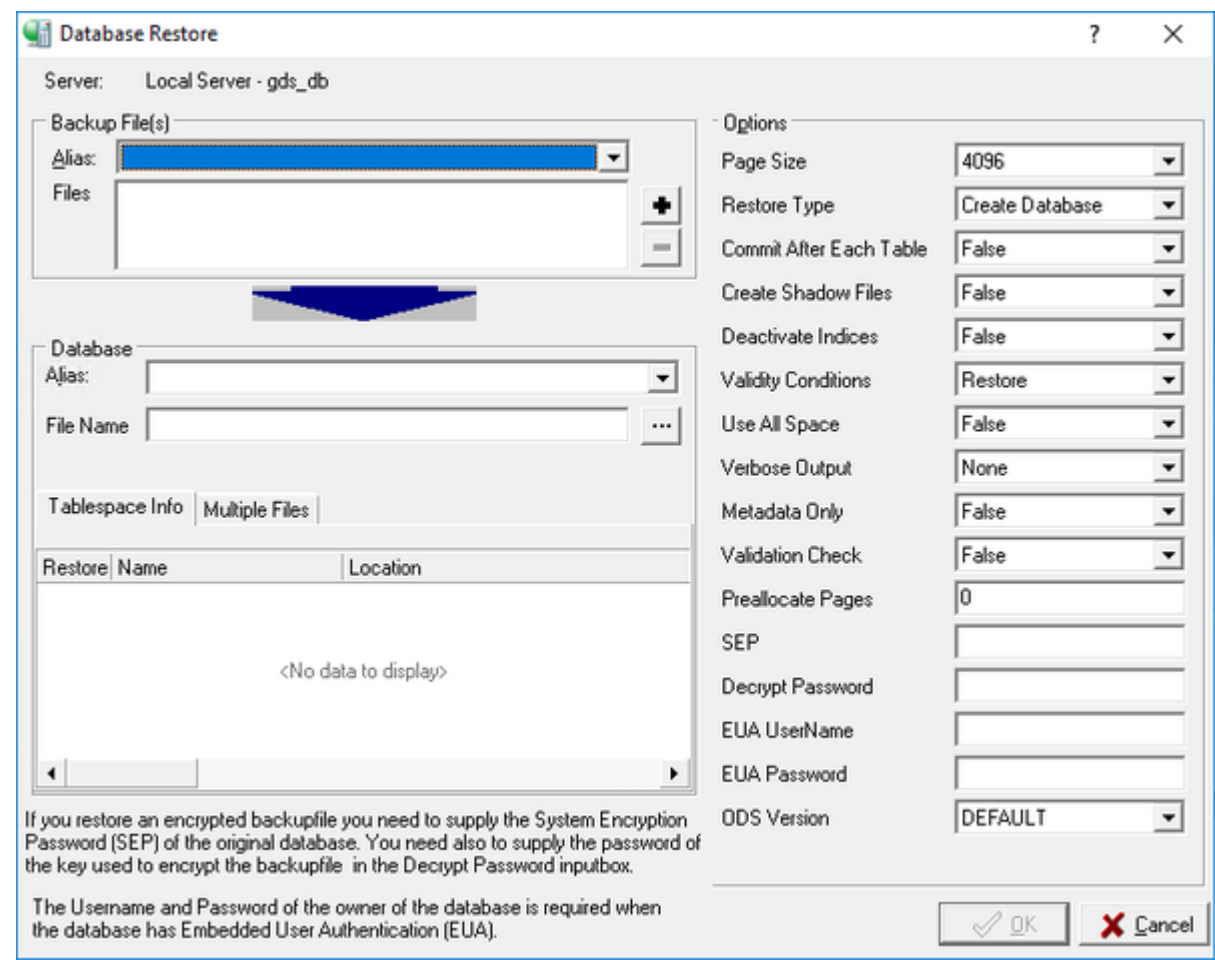 Database Restore
?
Server: Local Server - gds_db
Backup File(s)
Alias:
Files
Database
Alias:
File Name
...
Tablespace Info
Multiple Files
Restore Name Location
<No data to display>
If you restore an encrypted backupfile you need to supply the System Encryption
Password (SEP) of the original database. You need also to supply the password of
the key used to encrypt the backupfile in the Decrypt Password inputbox.
The Username and Password of the owner of the database is required when
the database has Embedded User Authentication (EUA).
Options
Page Size 4096
Restore Type Create Database
Commit After Each Table False
Create Shadow Files False
Deactivate Indices False
Validity Conditions Restore
Use All Space False
Verbose Output None
Metadata Only False
Validation Check False
Preallocate Pages 0
SEP
Decrypt Password
EUA UserName
EUA Password
ODS Version DEFAULT
OK
Cancel